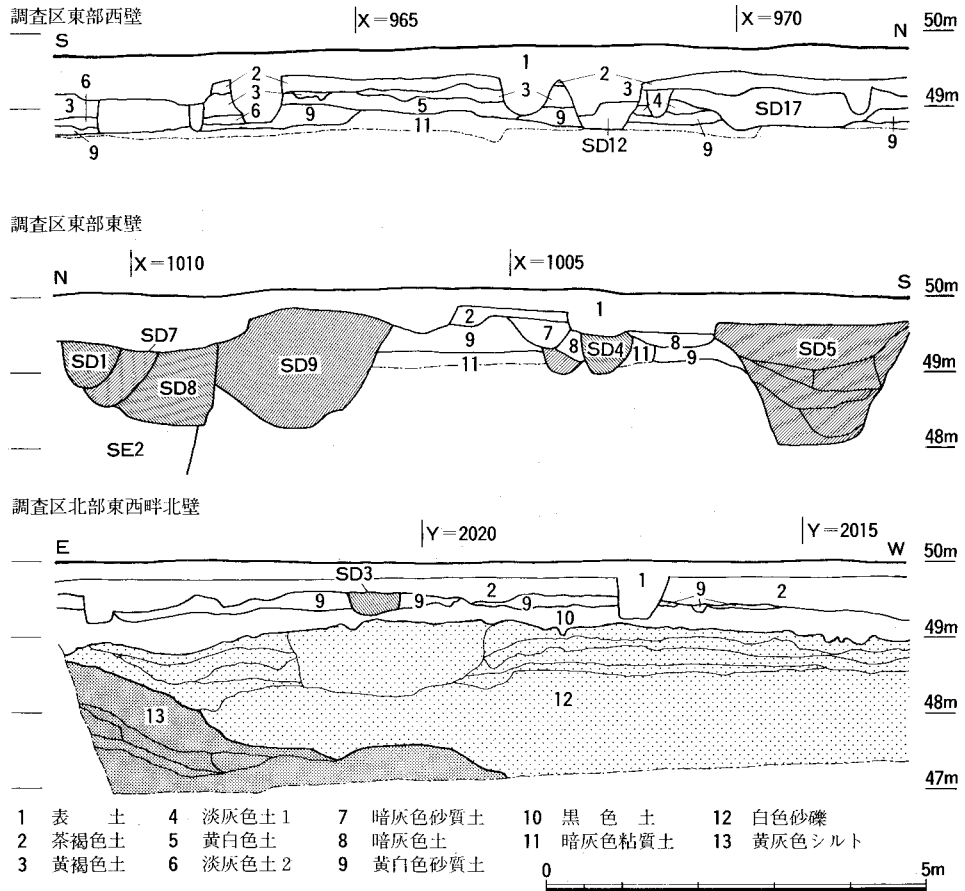 調査区東部西壁
X=965 X=970 50m
S N
1
6 2 2
3 3 3 4
3 6 9 5 9 SD17 49m
11 SD12
9 9 9
調査区東部東壁
X=1010 X=1005
N S 50m
1
SD7 2
SD1 SD8 SD9 9 7 8 SD4 8 SD5
11 11 9 49m
SE2 48m
調査区北部東西畔北壁
Y=2020 Y=2015
E W 50m
SD3 2 1 9 2
9 9 9
10
49m
13 12 48m
47m
1 表土 4 淡灰色土1 7 暗灰色砂質土 10 黒色土 12 白色砂礫
2 茶褐色土 5 黄白色土 8 暗灰色土 11 暗灰色粘質土 13 黄灰色シルト
3 黄褐色土 6 淡灰色土2 9 黄白色砂質土
0 5m